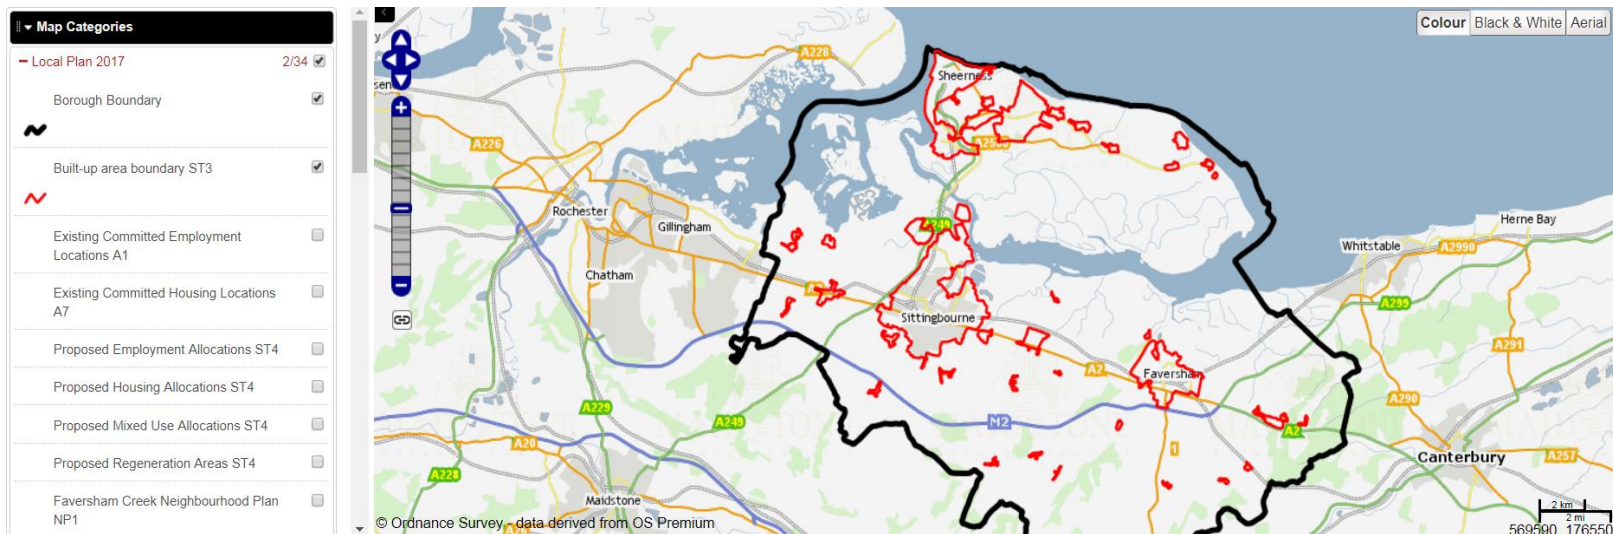 Map Categories
Local Plan 2017 2/34
Borough Boundary
Built-up area boundary ST3
Existing Committed Employment
Locations A1
Existing Committed Housing Locations
A7
Proposed Employment Allocations ST4
Proposed Housing Allocations ST4
Proposed Mixed Use Allocations ST4
Proposed Regeneration Areas ST4
Faversham Creek Neighbourhood Plan
NP1
Colour Black & White Aerial
A228
Sheerness
A226
Rochester
Gillingham
A249
Herne Bay
Whitstable
A2990
Chatham
A299
Sittingbourne
A291
A2
Faversham
A290
A229
A249
M2
A2
A20
Canterbury
A257
A228
Maidstone
2 km
2 mi
© Ordnance Survey - data derived from OS Premium
569590, 176550